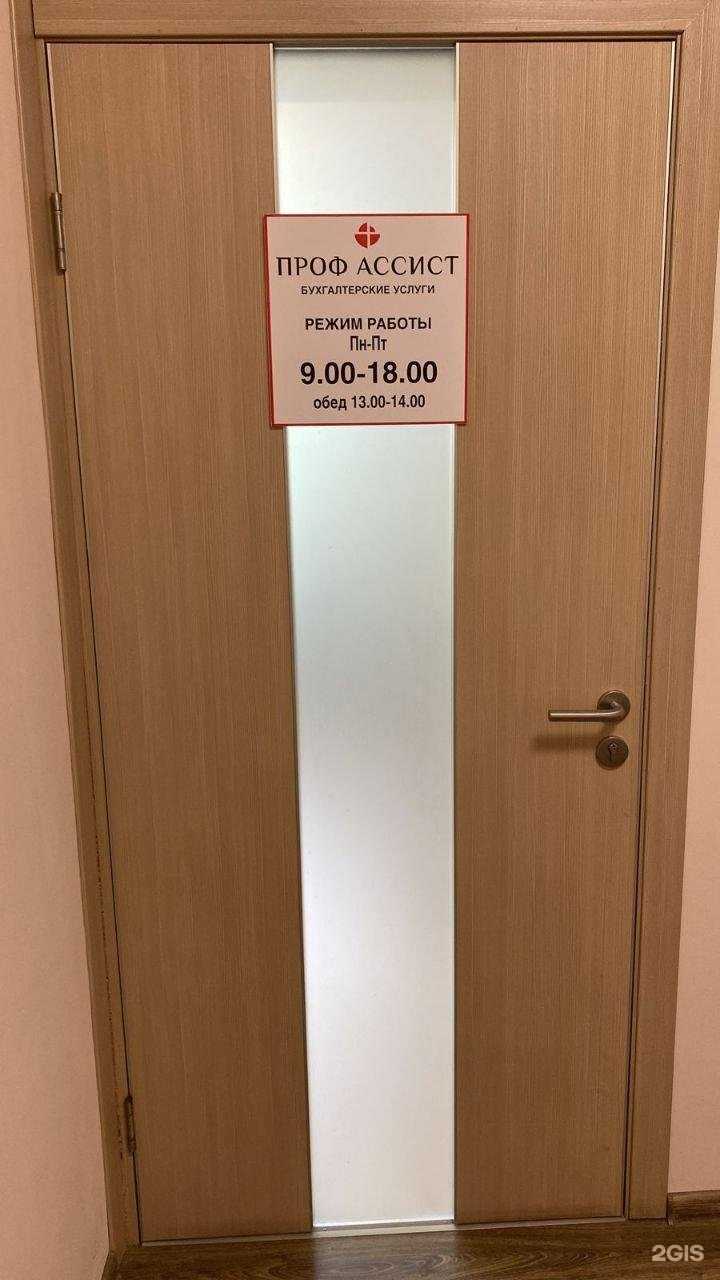 ПРОФ АССИСТ
БУХГАЛТЕРСКИЕ УСЛУГИ
РЕЖИМ РАБОТЫ
Пн-Пт
9.00-18.00
обед 13.00-14.00
2GIS